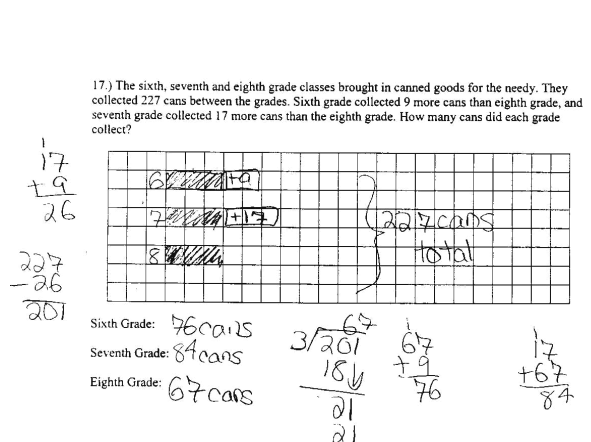 17.) The sixth, seventh and eighth grade classes brought in canned goods for the needy. They
collected 227 cans between the grades. Sixth grade collected 9 more cans than eighth grade, and
seventh grade collected 17 more cans than the eighth grade. How many cans did each grade
collect?
1
17
+9
26
227
-26
201
6 +9
7 +17
8
227 cans
total
Sixth Grade: 76 cans
Seventh Grade: 84 cans
Eighth Grade: 67 cans
67
3/201
18↓
21
21
1
67
+9
76
1
17
+67
84